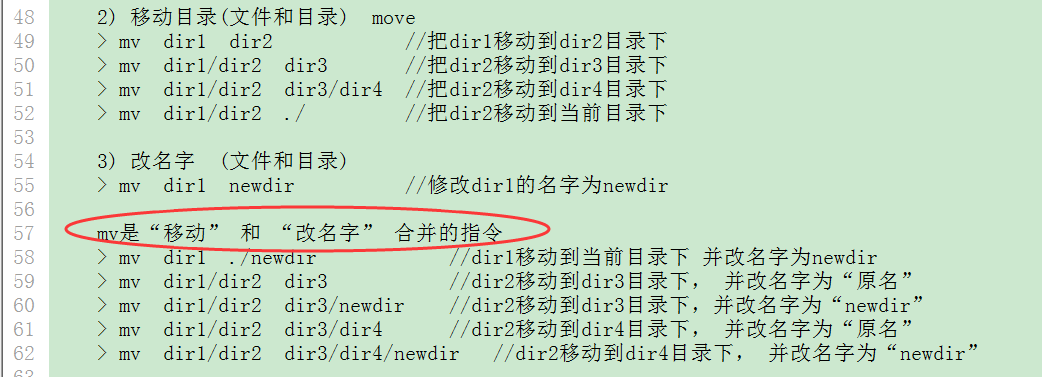 48 2) 移动目录(文件和目录) move
49 > mv dir1 dir2 //把dir1移动到dir2目录下
50 > mv dir1/dir2 dir3 //把dir2移动到dir3目录下
51 > mv dir1/dir2 dir3/dir4 //把dir2移动到dir4目录下
52 > mv dir1/dir2 ./ //把dir2移动到当前目录下
53
54 3) 改名字 (文件和目录)
55 > mv dir1 newdir //修改dir1的名字为newdir
56
57 mv是“移动” 和 “改名字” 合并的指令
58 > mv dir1 ./newdir //dir1移动到当前目录下 并改名字为newdir
59 > mv dir1/dir2 dir3 //dir2移动到dir3目录下， 并改名字为“原名”
60 > mv dir1/dir2 dir3/newdir //dir2移动到dir3目录下，并改名字为“newdir”
61 > mv dir1/dir2 dir3/dir4 //dir2移动到dir4目录下， 并改名字为“原名”
62 > mv dir1/dir2 dir3/dir4/newdir //dir2移动到dir4目录下， 并改名字为“newdir”
63